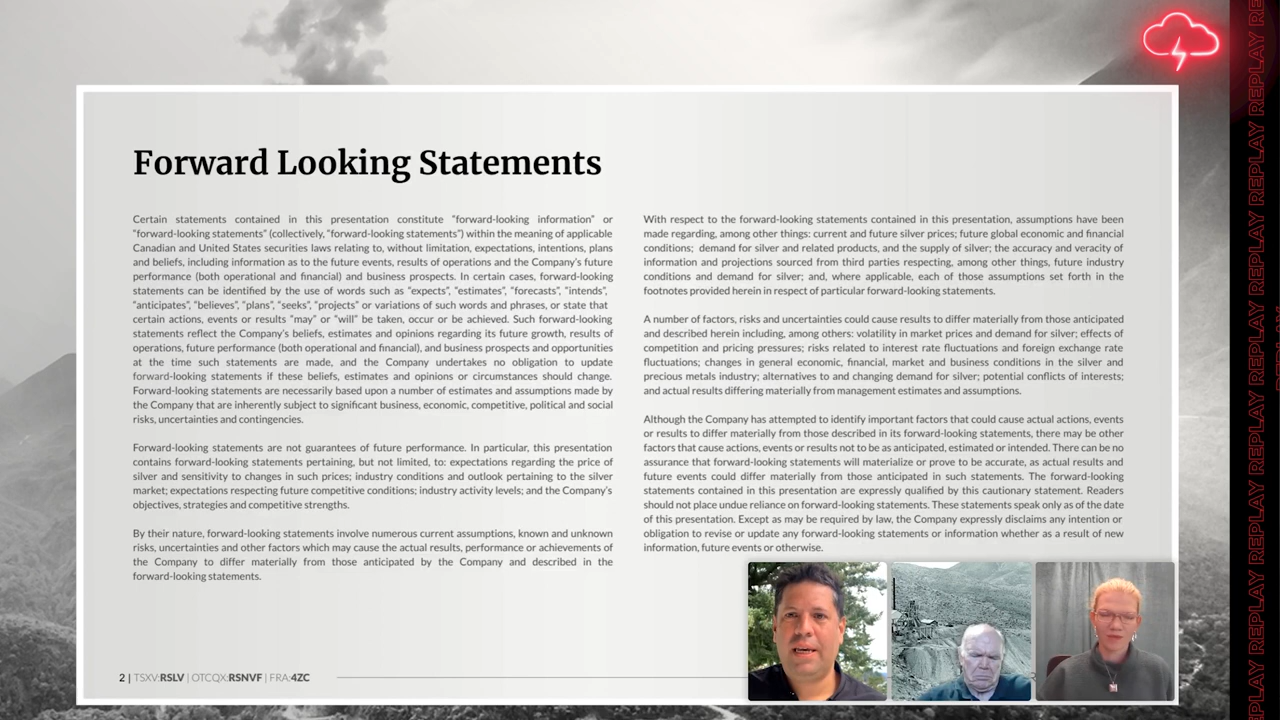 Forward Looking Statements
Certain statements contained in this presentation constitute “forward-looking information” or
“forward-looking statements” (collectively, “forward-looking statements”) within the meaning of applicable
Canadian and United States securities laws relating to, without limitation, expectations, intentions, plans
and beliefs, including information as to the future events, results of operations and the Company’s future
performance (both operational and financial) and business prospects. In certain cases, forward-looking
statements can be identified by the use of words such as “expects”, “estimates”, “forecasts”, “intends”,
“anticipates”, “believes”, “plans”, “seeks”, “projects” or variations of such words and phrases, or state that
certain actions, events or results “may” or “will” be taken, occur or be achieved. Such forward-looking
statements reflect the Company’s beliefs, estimates and opinions regarding its future growth, results of
operations, future performance (both operational and financial), and business prospects and opportunities
at the time such statements are made, and the Company undertakes no obligation to update
forward-looking statements if these beliefs, estimates and opinions or circumstances should change.
Forward-looking statements are necessarily based upon a number of estimates and assumptions made by
the Company that are inherently subject to significant business, economic, competitive, political and social
risks, uncertainties and contingencies.
Forward-looking statements are not guarantees of future performance. In particular, this presentation
contains forward-looking statements pertaining, but not limited, to: expectations regarding the price of
silver and sensitivity to changes in such prices; industry conditions and outlook pertaining to the silver
market; expectations respecting future competitive conditions; industry activity levels; and the Company’s
objectives, strategies and competitive strengths.
By their nature, forward-looking statements involve numerous current assumptions, known and unknown
risks, uncertainties and other factors which may cause the actual results, performance or achievements of
the Company to differ materially from those anticipated by the Company and described in the
forward-looking statements.
With respect to the forward-looking statements contained in this presentation, assumptions have been
made regarding, among other things: current and future silver prices; future global economic and financial
conditions; demand for silver and related products, and the supply of silver; the accuracy and veracity of
information and projections sourced from third parties respecting, among other things, future industry
conditions and demand for silver; and, where applicable, each of those assumptions set forth in the
footnotes provided herein in respect of particular forward-looking statements.
A number of factors, risks and uncertainties could cause results to differ materially from those anticipated
and described herein including, among others: volatility in market prices and demand for silver; effects of
competition and pricing pressures; risks related to interest rate fluctuations and foreign exchange rate
fluctuations; changes in general economic, financial, market and business conditions in the silver and
precious metals industry; alternatives to and changing demand for silver; potential conflicts of interests;
and actual results differing materially from management estimates and assumptions.
Although the Company has attempted to identify important factors that could cause actual actions, events
or results to differ materially from those described in its forward-looking statements, there may be other
factors that cause actions, events or results not to be as anticipated, estimated or intended. There can be no
assurance that forward-looking statements will materialize or prove to be accurate, as actual results and
future events could differ materially from those anticipated in such statements. The forward-looking
statements contained in this presentation are expressly qualified by this cautionary statement. Readers
should not place undue reliance on forward-looking statements. These statements speak only as of the date
of this presentation. Except as may be required by law, the Company expressly disclaims any intention or
obligation to revise or update any forward-looking statements or information whether as a result of new
information, future events or otherwise.
2 | TSXV:RSLV | OTCQX:RSNVF | FRA:4ZC
REPLAY REPLAY REPLAY REPLAY REPLAY REPLAY REPLAY REPLAY
REPLAY